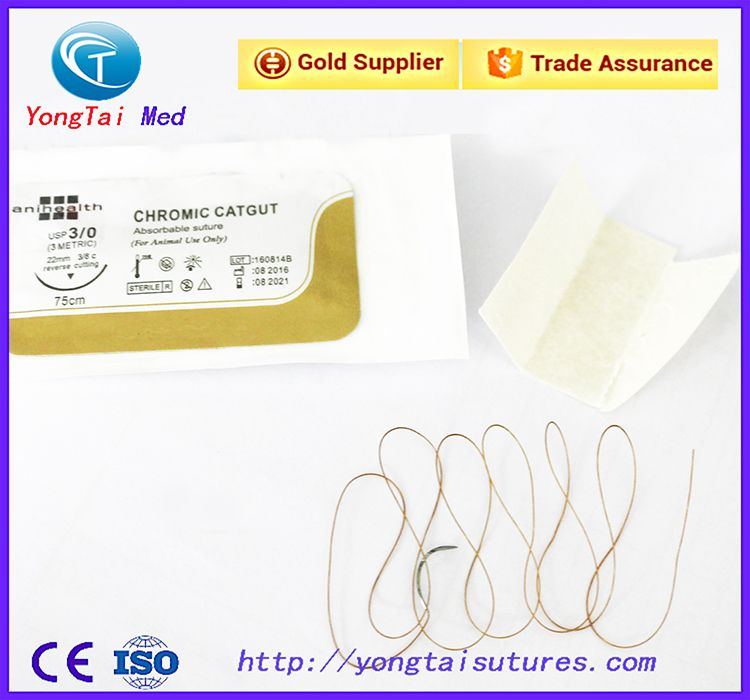 Gold Supplier
Trade Assurance
YongTai Med
anihealth
USP 3/0
(3 METRIC)
22mm 3/8 c
reverse cutting
75cm
CHROMIC CATGUT
Absorbable suture
(For Animal Use Only)
LOT :160814B
:08 2016
STERILE R
:08 2021
CE
ISO
http://yongtaisutures.com/